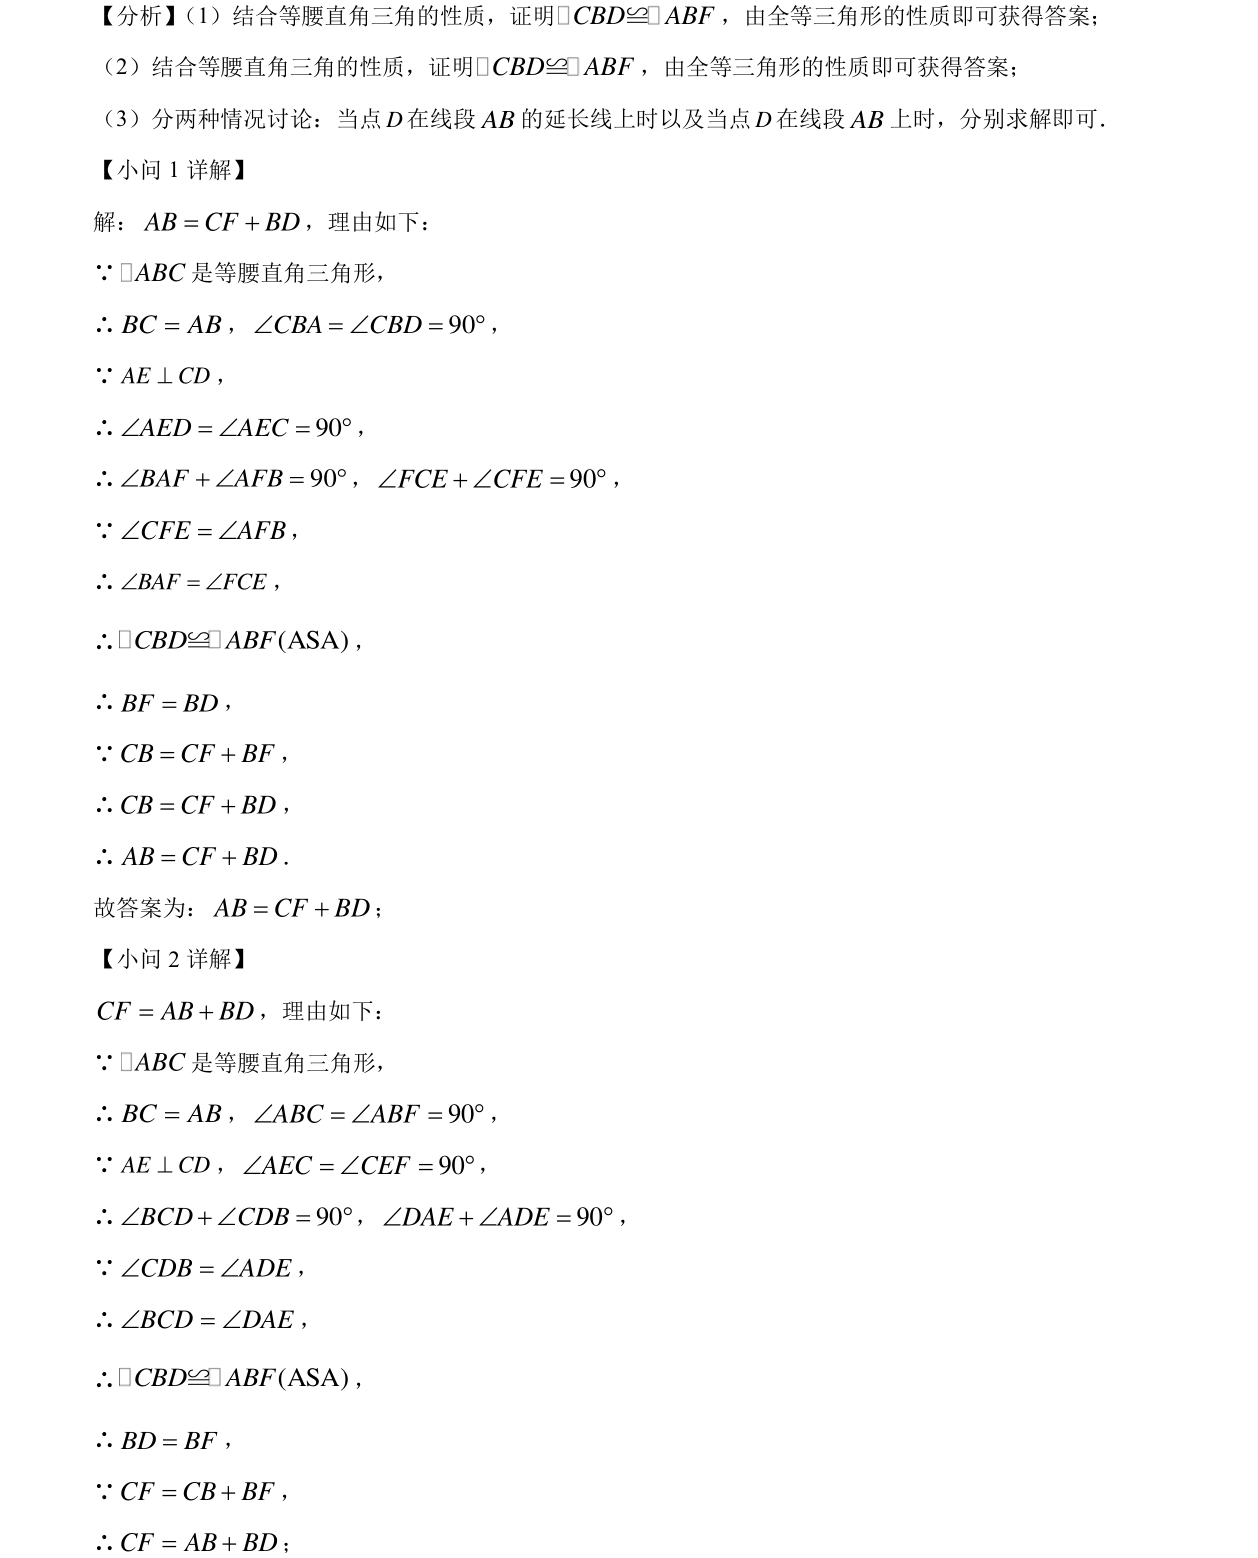 【分析】（1）结合等腰直角三角的性质，证明□CBD≌□ABF，由全等三角形的性质即可获得答案；
（2）结合等腰直角三角的性质，证明□CBD≌□ABF，由全等三角形的性质即可获得答案；
（3）分两种情况讨论：当点D在线段AB的延长线上时以及当点D在线段AB上时，分别求解即可．
【小问1详解】
解：AB=CF+BD，理由如下：
∵□ABC是等腰直角三角形，
∴BC=AB，∠CBA=∠CBD=90°，
∵AE⊥CD，
∴∠AED=∠AEC=90°，
∴∠BAF+∠AFB=90°，∠FCE+∠CFE=90°，
∵∠CFE=∠AFB，
∴∠BAF=∠FCE，
∴□CBD≌□ABF(ASA)，
∴BF=BD，
∵CB=CF+BF，
∴CB=CF+BD，
∴AB=CF+BD．
故答案为：AB=CF+BD；
【小问2详解】
CF=AB+BD，理由如下：
∵□ABC是等腰直角三角形，
∴BC=AB，∠ABC=∠ABF=90°，
∵AE⊥CD，∠AEC=∠CEF=90°，
∴∠BCD+∠CDB=90°，∠DAE+∠ADE=90°，
∵∠CDB=∠ADE，
∴∠BCD=∠DAE，
∴□CBD≌□ABF(ASA)，
∴BD=BF，
∵CF=CB+BF，
∴CF=AB+BD；